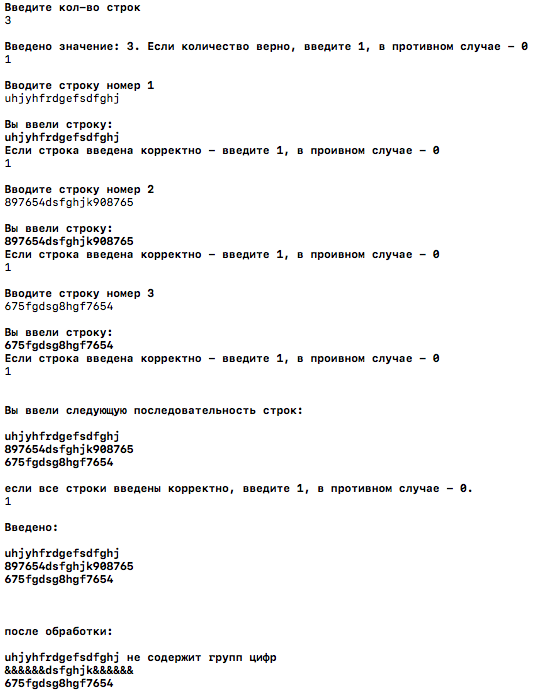 Введите кол-во строк
3
Введено значение: 3. Если количество верно, введите 1, в противном случае - 0
1
Вводите строку номер 1
uhjyhfrdgefsdfghj
Вы ввели строку:
uhjyhfrdgefsdfghj
Если строка введена корректно - введите 1, в проивном случае - 0
1
Вводите строку номер 2
897654dsfghjk908765
Вы ввели строку:
897654dsfghjk908765
Если строка введена корректно - введите 1, в проивном случае - 0
1
Вводите строку номер 3
675fgdsg8hgf7654
Вы ввели строку:
675fgdsg8hgf7654
Если строка введена корректно - введите 1, в проивном случае - 0
1
Вы ввели следующую последовательность строк:
uhjyhfrdgefsdfghj
897654dsfghjk908765
675fgdsg8hgf7654
если все строки введены корректно, введите 1, в противном случае - 0.
1
Введено:
uhjyhfrdgefsdfghj
897654dsfghjk908765
675fgdsg8hgf7654
после обработки:
uhjyhfrdgefsdfghj не содержит групп цифр
&&&&&&dsfghjk&&&&&&
675fgdsg8hgf7654